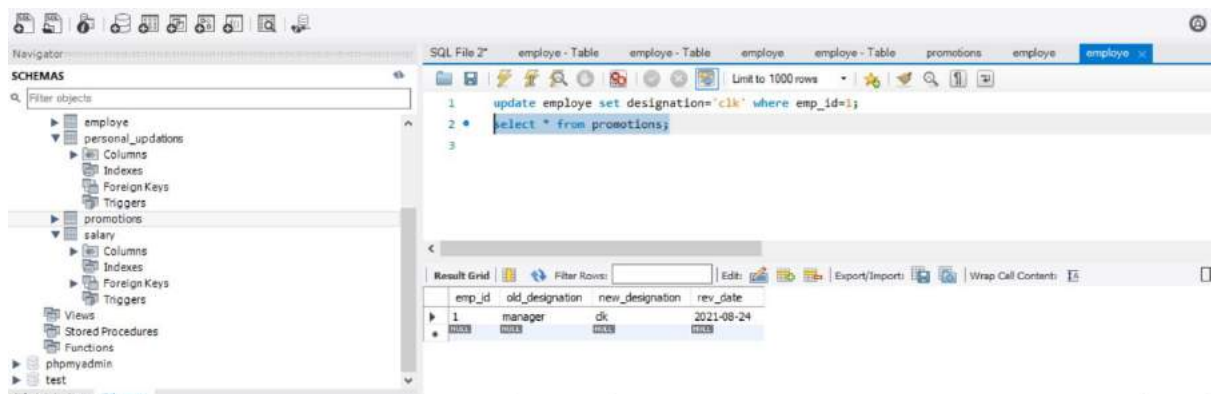 Navigator
SCHEMAS
Filter objects
employe
personal_updations
Columns
Indexes
Foreign Keys
Triggers
promotions
salary
Columns
Indexes
Foreign Keys
Triggers
Views
Stored Procedures
Functions
phpmyadmin
test
SQL File 2* employe - Table employe - Table employe employe - Table promotions employe employe
Limit to 1000 rows
1 update employe set designation='clk' where emp_id=1;
2 select * from promotions;
3
Result Grid Filter Rows: Edit: Export/Import: Wrap Cell Content:
emp_id old_designation new_designation rev_date
1 manager clk 2021-08-24
NULL NULL NULL NULL